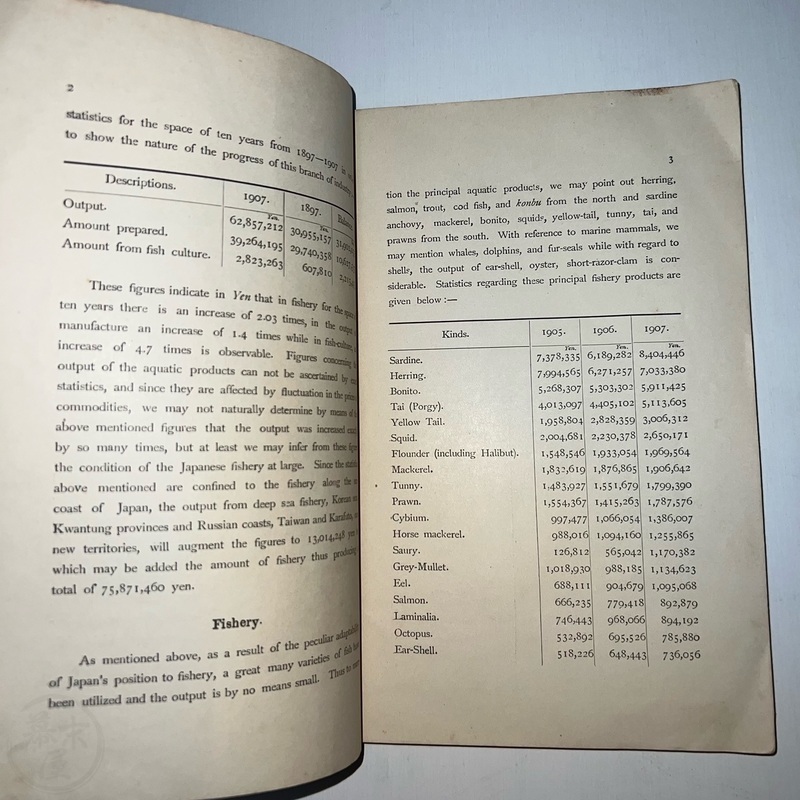 2
statistics for the space of ten years from 1897—1907
to show the nature of the progress of this branch of industry
Descriptions. 1907. 1897.
Yen. Yen.
Output. 62,857,212 30,955,157
Amount prepared. 39,264,195 29,740,358
Amount from fish culture. 2,823,263 607,810
These figures indicate in Yen that in fishery for the space
ten years there is an increase of 2.03 times, in the output
manufacture an increase of 1.4 times while in fish-culture,
increase of 4.7 times is observable. Figures concerning
output of the aquatic products can not be ascertained by
statistics, and since they are affected by fluctuation in the
commodities, we may not naturally determine by means of
above mentioned figures that the output was increased
by so many times, but at least we may infer from these
the condition of the Japanese fishery at large. Since the
above mentioned are confined to the fishery along the
coast of Japan, the output from deep sea fishery, Korean
Kwantung provinces and Russian coasts, Taiwan and
new territories, will augment the figures to 13,014,248
which may be added the amount of fishery thus producing
total of 75,871,460 yen.
Fishery.
As mentioned above, as a result of the peculiar
of Japan's position to fishery, a great many varieties of fish
been utilized and the output is by no means small. Thus to
3
tion the principal aquatic products, we may point out herring,
salmon, trout, cod fish, and konbu from the north and sardine
anchovy, mackerel, bonito, squids, yellow-tail, tunny, tai, and
prawns from the south. With reference to marine mammals, we
may mention whales, dolphins, and fur-seals while with regard to
shells, the output of ear-shell, oyster, short-razor-clam is con-
siderable. Statistics regarding these principal fishery products are
given below :—
Kinds. 1905. 1906. 1907.
Yen. Yen. Yen.
Sardine. 7,378,335 6,189,282 8,404,446
Herring. 7,994,565 6,271,257 7,033,380
Bonito. 5,268,307 5,303,302 5,911,425
Tai (Porgy). 4,013,097 4,405,102 5,113,605
Yellow Tail. 1,958,804 2,828,359 3,006,312
Squid. 2,004,681 2,230,378 2,650,171
Flounder (including Halibut). 1,548,546 1,933,054 1,969,564
Mackerel. 1,832,619 1,876,865 1,906,642
Tunny. 1,483,927 1,551,679 1,799,390
Prawn. 1,554,367 1,415,263 1,787,576
Cybium. 997,477 1,066,054 1,386,007
Horse mackerel. 988,016 1,094,160 1,255,865
Saury. 126,812 565,042 1,170,382
Grey-Mullet. 1,018,930 988,185 1,134,623
Eel. 688,111 904,679 1,095,068
Salmon. 666,235 779,418 892,879
Laminalia. 746,443 968,066 894,192
Octopus. 532,892 695,526 785,880
Ear-Shell. 518,226 648,443 736,056